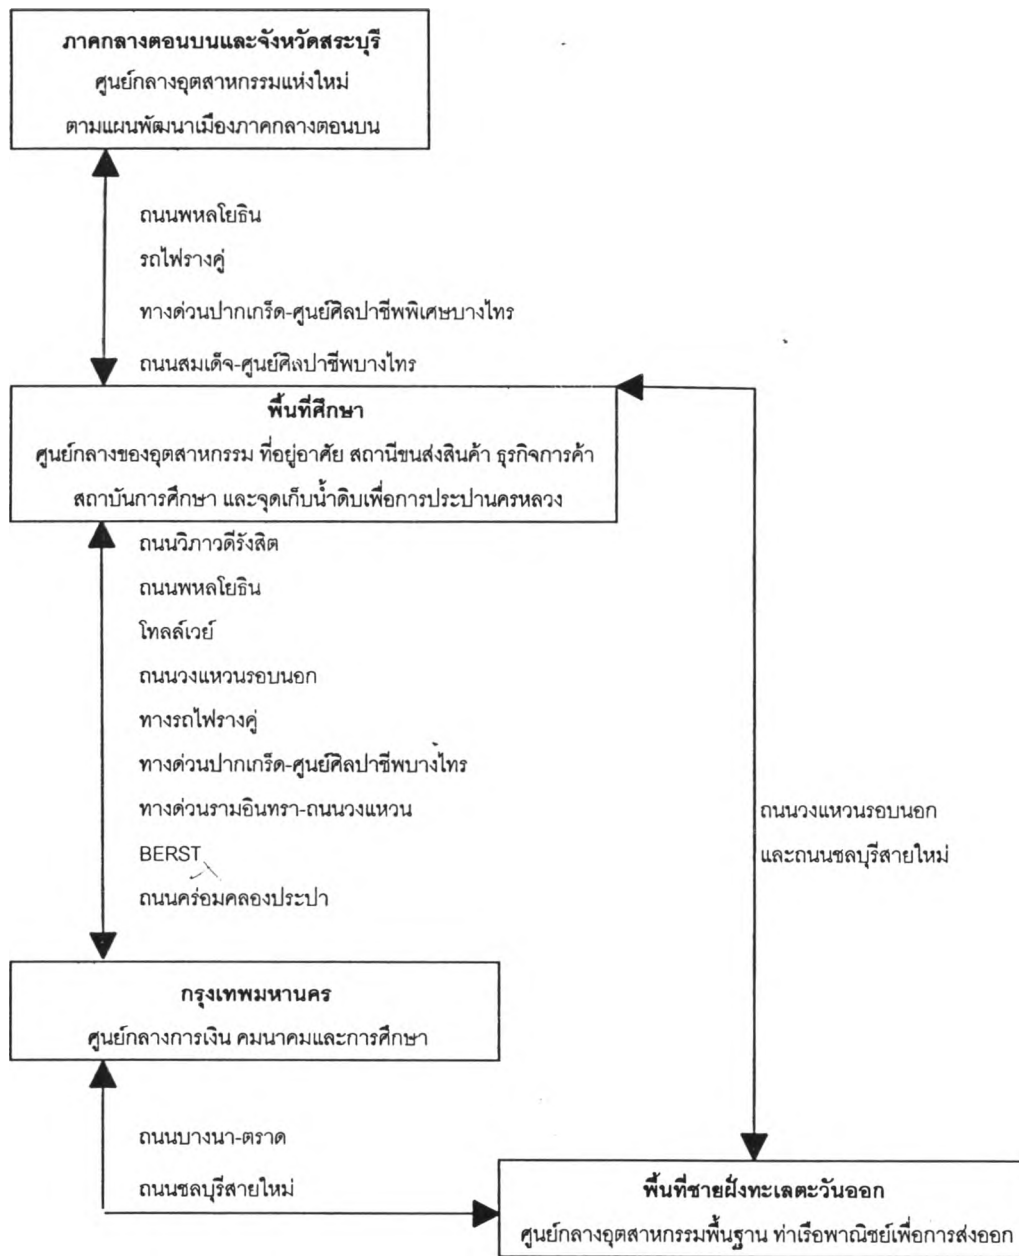 ภาคกลางตอนบนและจังหวัดสระบุรี
ศูนย์กลางอุตสาหกรรมแห่งใหม่
ตามแผนพัฒนาเมืองภาคกลางตอนบน
ถนนพหลโยธิน
รถไฟรางคู่
ทางด่วนปากเกร็ด-ศูนย์ศิลปาชีพพิเศษบางไทร
ถนนสมเด็จ-ศูนย์ศิลปาชีพบางไทร
พื้นที่ศึกษา
ศูนย์กลางของอุตสาหกรรม ที่อยู่อาศัย สถานีขนส่งสินค้า ธุรกิจการค้า
สถาบันการศึกษา และจุดเก็บน้ำดิบเพื่อการประปานครหลวง
ถนนวิภาวดีรังสิต
ถนนพหลโยธิน
โทลล์เวย์
ถนนวงแหวนรอบนอก
ทางรถไฟรางคู่
ทางด่วนปากเกร็ด-ศูนย์ศิลปาชีพบางไทร
ทางด่วนรามอินทรา-ถนนวงแหวน
BERST
ถนนคร่อมคลองประปา
ถนนวงแหวนรอบนอก
และถนนชลบุรีสายใหม่
กรุงเทพมหานคร
ศูนย์กลางการเงิน คมนาคมและการศึกษา
ถนนบางนา-ตราด
ถนนชลบุรีสายใหม่
พื้นที่ชายฝั่งทะเลตะวันออก
ศูนย์กลางอุตสาหกรรมพื้นฐาน ท่าเรือพาณิชย์เพื่อการส่งออก